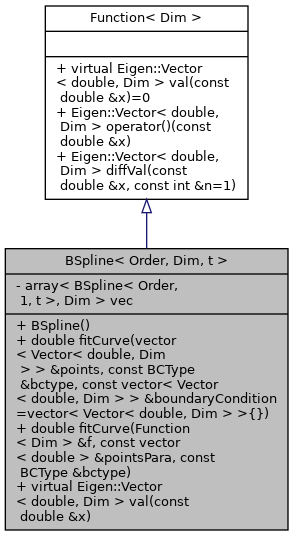 Function< Dim >
+ virtual Eigen::Vector
< double, Dim > val(const
double &x)=0
+ Eigen::Vector< double,
Dim > operator()(const
double &x)
+ Eigen::Vector< double,
Dim > diffVal(const
double &x, const int &n=1)
BSpline< Order, Dim, t >
- array< BSpline< Order,
1, t >, Dim > vec
+ BSpline()
+ double fitCurve(vector
< Vector< double, Dim
> > &points, const BCType
&bctype, const vector< Vector
< double, Dim > > &boundaryCondition
=vector< Vector< double, Dim > >{})
+ double fitCurve(Function
< Dim > &f, const vector
< double > &pointsPara, const
BCType &bctype)
+ virtual Eigen::Vector
< double, Dim > val(const
double &x)